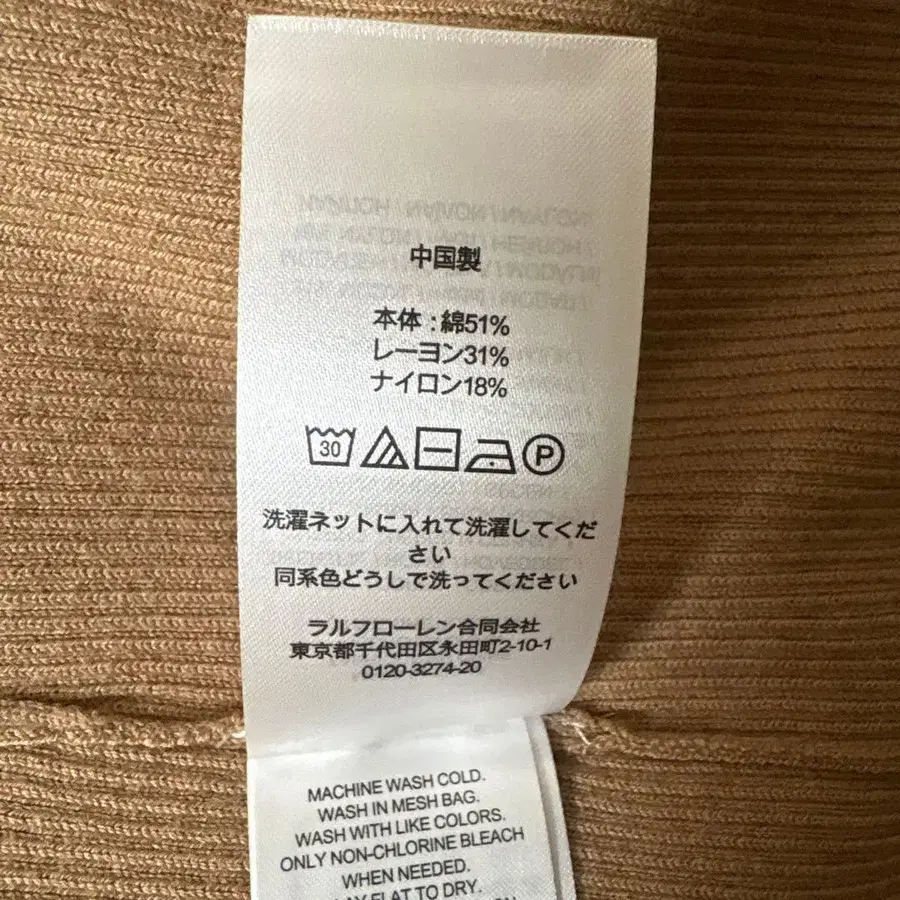 中国製
本体 : 綿51%
レーヨン31%
ナイロン18%
30
P
洗濯ネットに入れて洗濯してくだ
さい
同系色どうしで洗ってください
ラルフローレン合同会社
東京都千代田区永田町2-10-1
0120-3274-20
MACHINE WASH COLD.
WASH IN MESH BAG.
WASH WITH LIKE COLORS.
ONLY NON-CHLORINE BLEACH
WHEN NEEDED.
FLAT TO DRY.